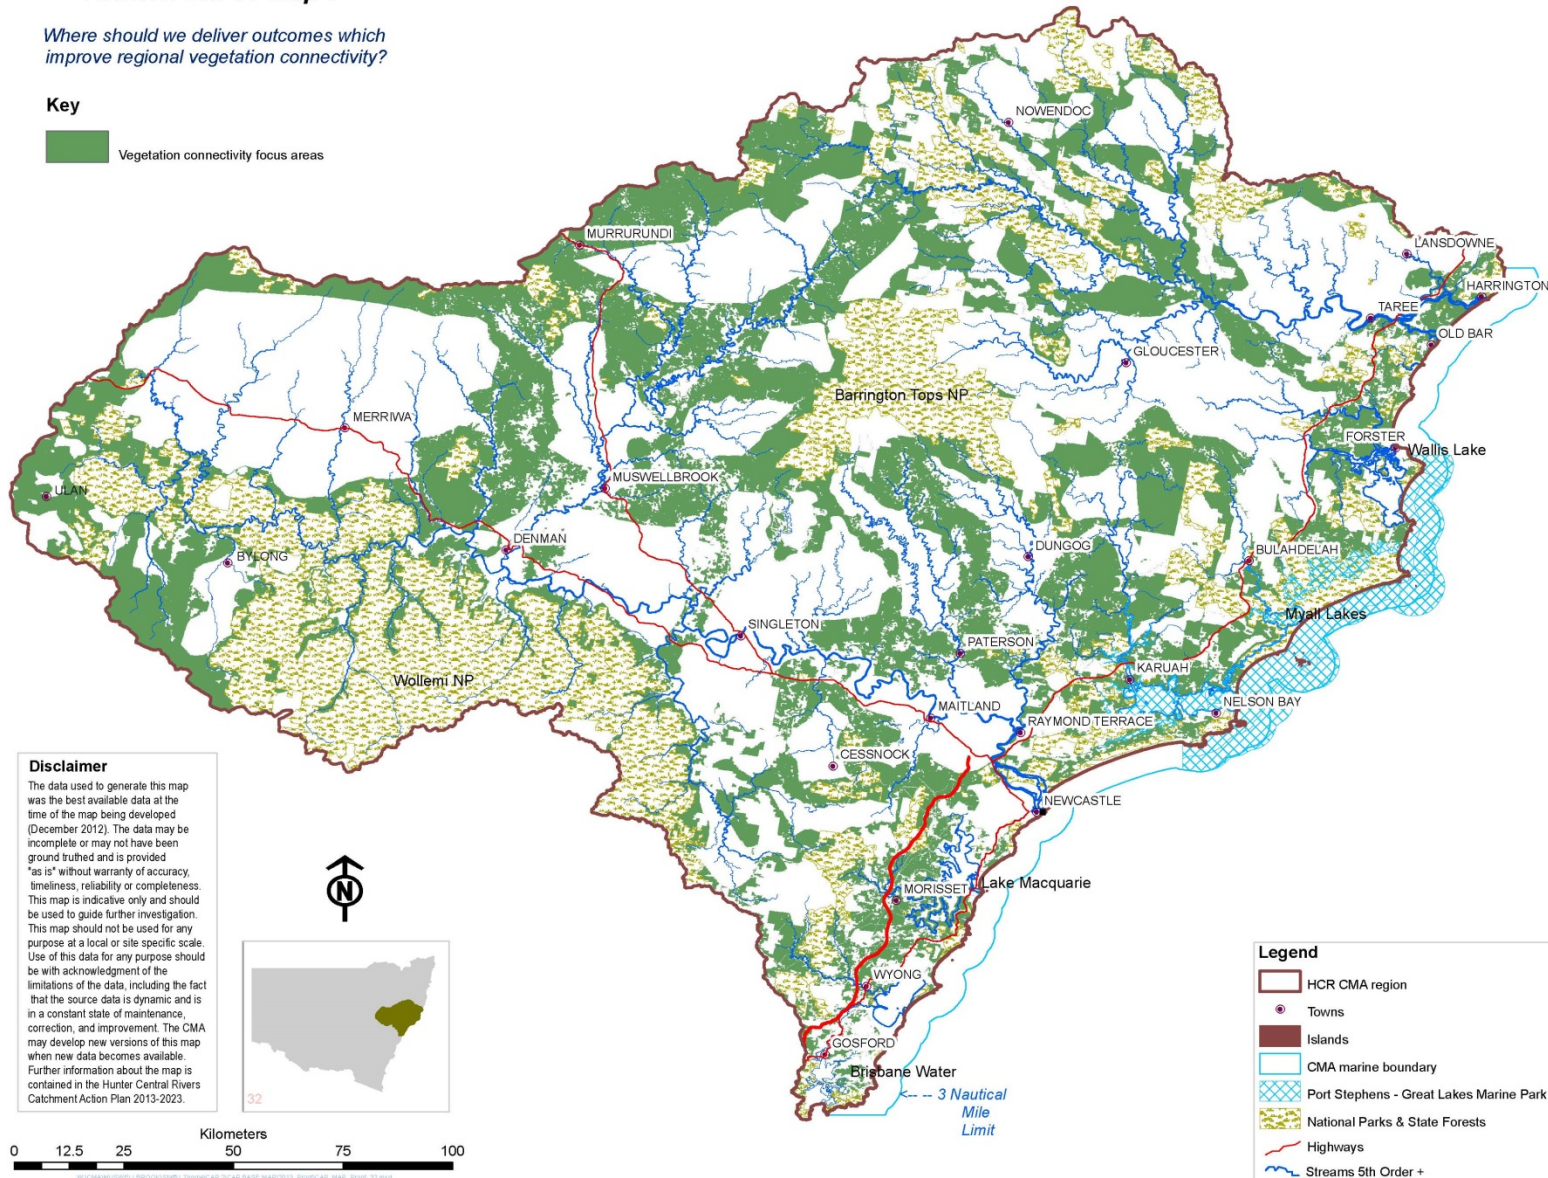 Where should we deliver outcomes which
improve regional vegetation connectivity?
Key
Vegetation connectivity focus areas
NOWENDOC
MURRURUNDI
LANSDOWNE
HARRINGTON
TAREE
OLD BAR
GLOUCESTER
Barrington Tops NP
MERRIWA
FORSTER
Wallis Lake
MUSWELLBROOK
ULAN
DENMAN
DUNGOG
BULAHDELAH
BYLONG
Myall Lakes
SINGLETON
PATERSON
KARUAH
Wollemi NP
NELSON BAY
MAITLAND
RAYMOND TERRACE
CESSNOCK
NEWCASTLE
MORISSET
Lake Macquarie
WYONG
GOSFORD
Brisbane Water
<-- -- 3 Nautical
Mile
Limit
Disclaimer
The data used to generate this map
was the best available data at the
time of the map being developed
(December 2012). The data may be
incomplete or may not have been
ground truthed and is provided
"as is" without warranty of accuracy,
timeliness, reliability or completeness.
This map is indicative only and should
be used to guide further investigation.
This map should not be used for any
purpose at a local or site specific scale.
Use of this data for any purpose should
be with acknowledgment of the
limitations of the data, including the fact
that the source data is dynamic and is
in a constant state of maintenance,
correction, and improvement. The CMA
may develop new versions of this map
when new data becomes available.
Further information about the map is
contained in the Hunter Central Rivers
Catchment Action Plan 2013-2023.
N
32
Kilometers
0 12.5 25 50 75 100
Legend
HCR CMA region
Towns
Islands
CMA marine boundary
Port Stephens - Great Lakes Marine Park
National Parks & State Forests
Highways
Streams 5th Order +